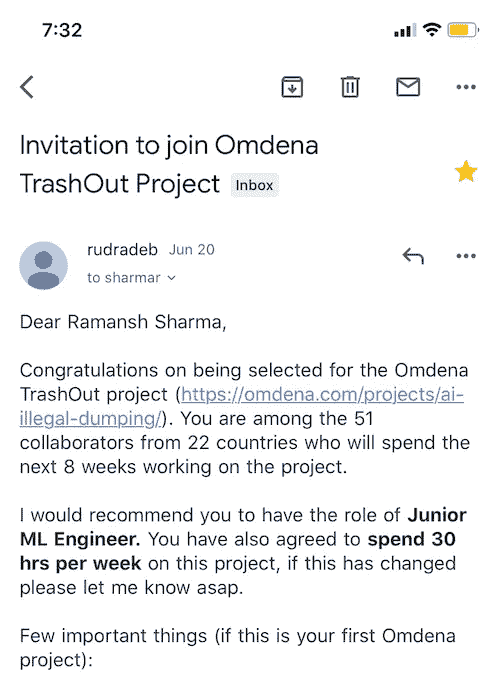 7:32
Invitation to join Omdena
TrashOut Project Inbox
rudradeb Jun 20
to sharmar
Dear Ramansh Sharma,
Congratulations on being selected for the Omdena
TrashOut project (https://omdena.com/projects/ai-
illegal-dumping/). You are among the 51
collaborators from 22 countries who will spend the
next 8 weeks working on the project.
I would recommend you to have the role of Junior
ML Engineer. You have also agreed to spend 30
hrs per week on this project, if this has changed
please let me know asap.
Few important things (if this is your first Omdena
project):